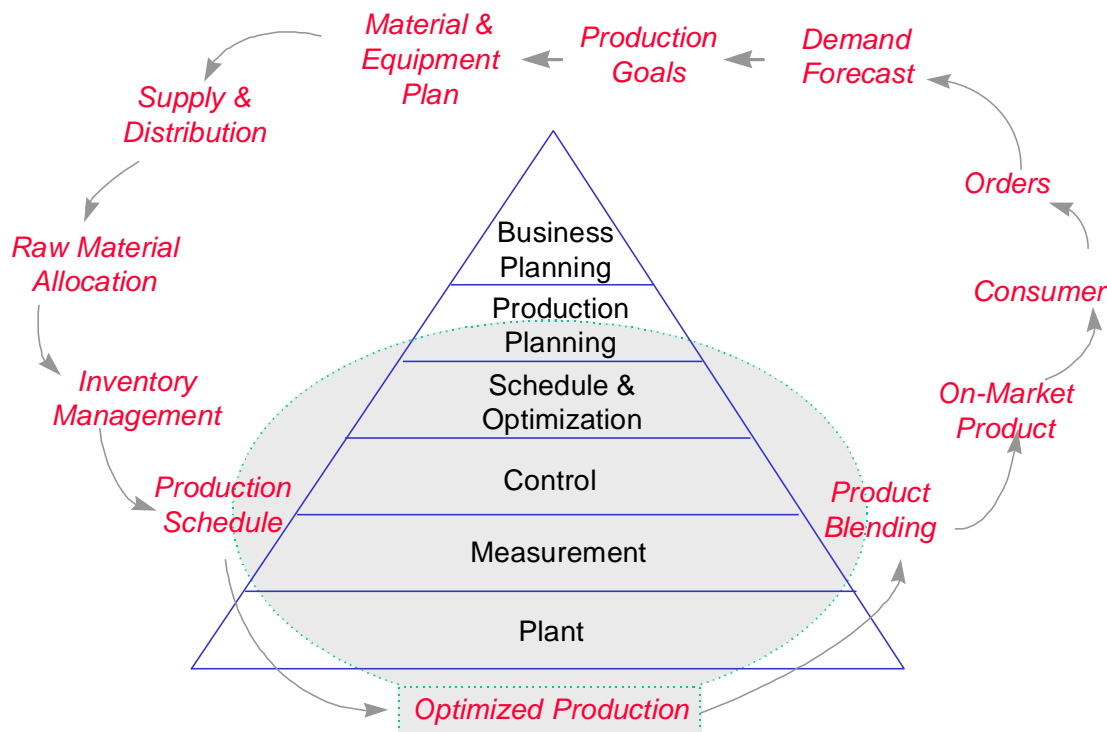 Material &
Equipment
Plan
Production
Goals
Demand
Forecast
Supply &
Distribution
Orders
Raw Material
Allocation
Consumer
Inventory
Management
On-Market
Product
Production
Schedule
Product
Blending
Optimized Production
Business
Planning
Production
Planning
Schedule &
Optimization
Control
Measurement
Plant